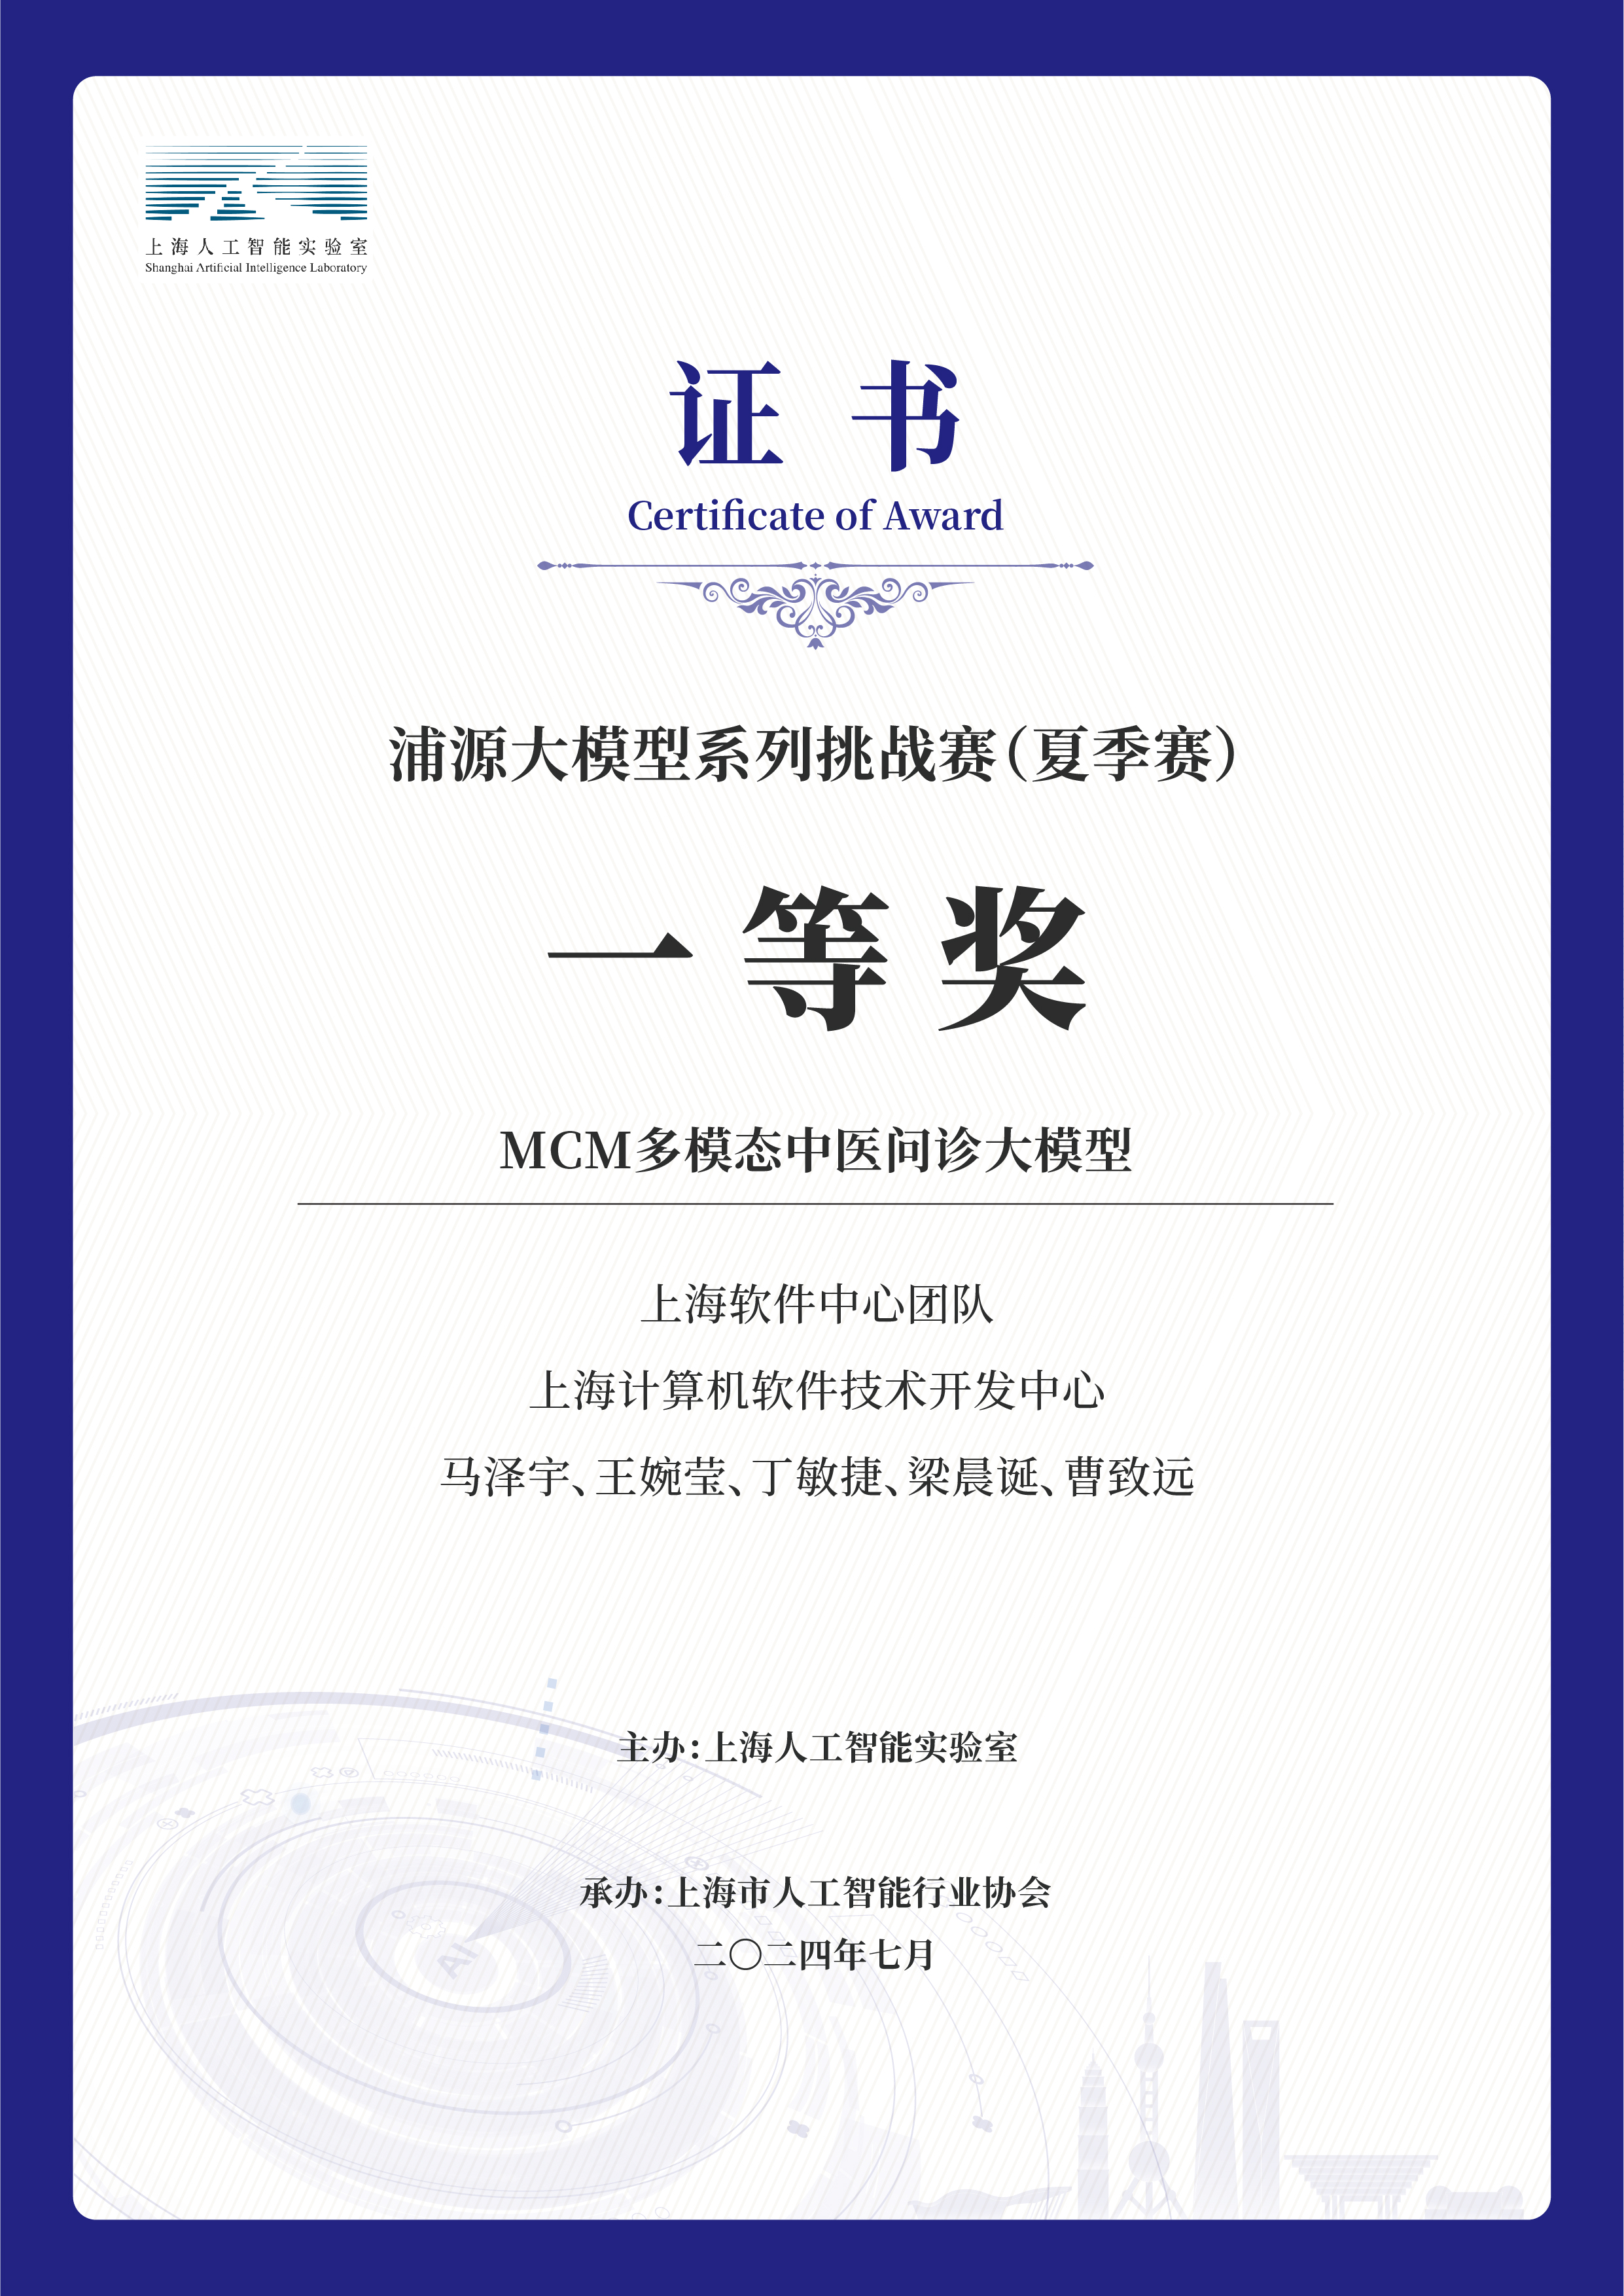 上海人工智能实验室
Shanghai Artificial Intelligence Laboratory
证书
Certificate of Award
浦源大模型系列挑战赛(夏季赛)
一等奖
MCM多模态中医问诊大模型
上海软件中心团队
上海计算机软件技术开发中心
马泽宇、王婉莹、丁敏捷、梁晨诞、曹致远
主办:上海人工智能实验室
承办:上海市人工智能行业协会
AI
二〇二四年七月